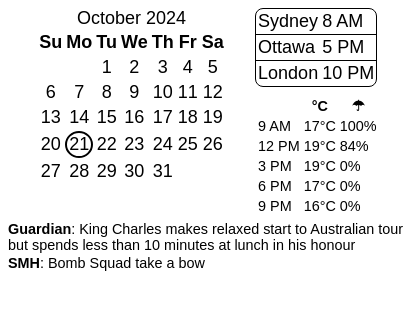 October 2024
Su Mo Tu We Th Fr Sa
1 2 3 4 5
6 7 8 9 10 11 12
13 14 15 16 17 18 19
20 21 22 23 24 25 26
27 28 29 30 31
Sydney 8 AM
Ottawa 5 PM
London 10 PM
°C ☂
9 AM 17°C 100%
12 PM 19°C 84%
3 PM 19°C 0%
6 PM 17°C 0%
9 PM 16°C 0%
Guardian: King Charles makes relaxed start to Australian tour
but spends less than 10 minutes at lunch in his honour
SMH: Bomb Squad take a bow